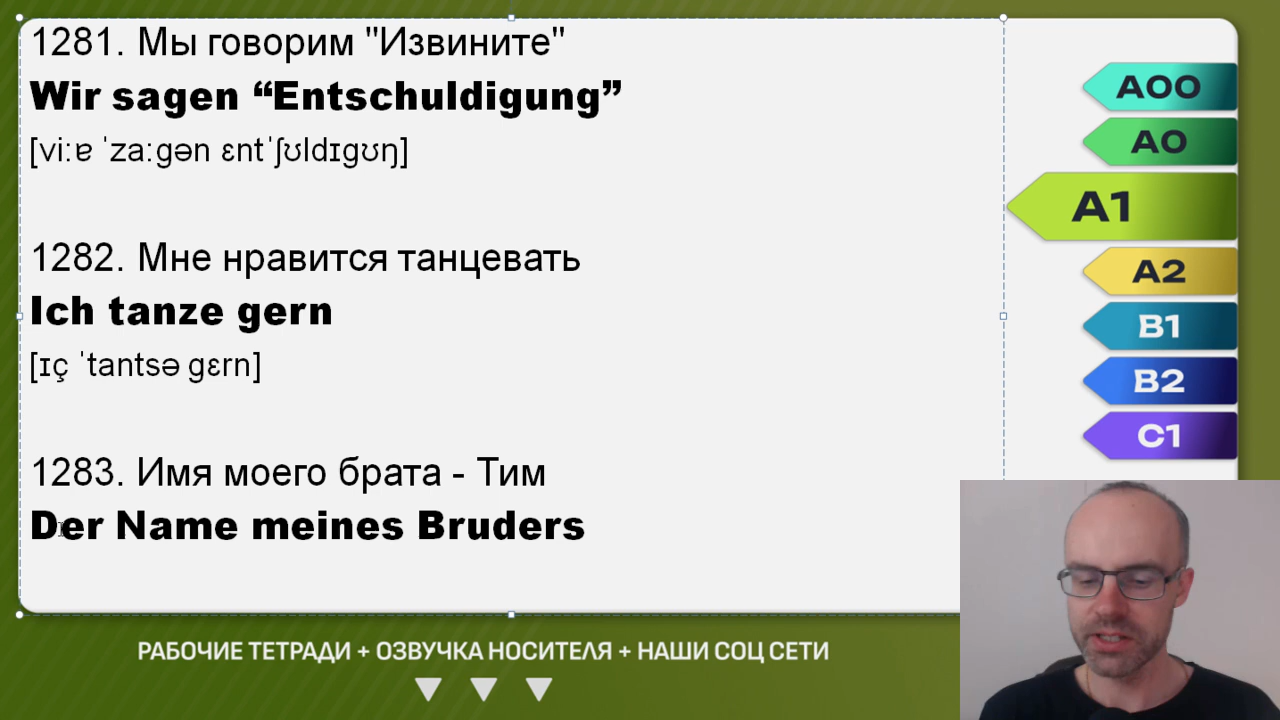 1281. Мы говорим "Извините"
Wir sagen “Entschuldigung”
[viːɐ ˈzaːgən ɛntˈʃʊldɪgʊŋ]
1282. Мне нравится танцевать
Ich tanze gern
[ɪç ˈtantsə gɛrn]
1283. Имя моего брата - Тим
Der Name meines Bruders
A00
A0
A1
A2
B1
B2
C1
РАБОЧИЕ ТЕТРАДИ + ОЗВУЧКА НОСИТЕЛЯ + НАШИ СОЦ СЕТИ